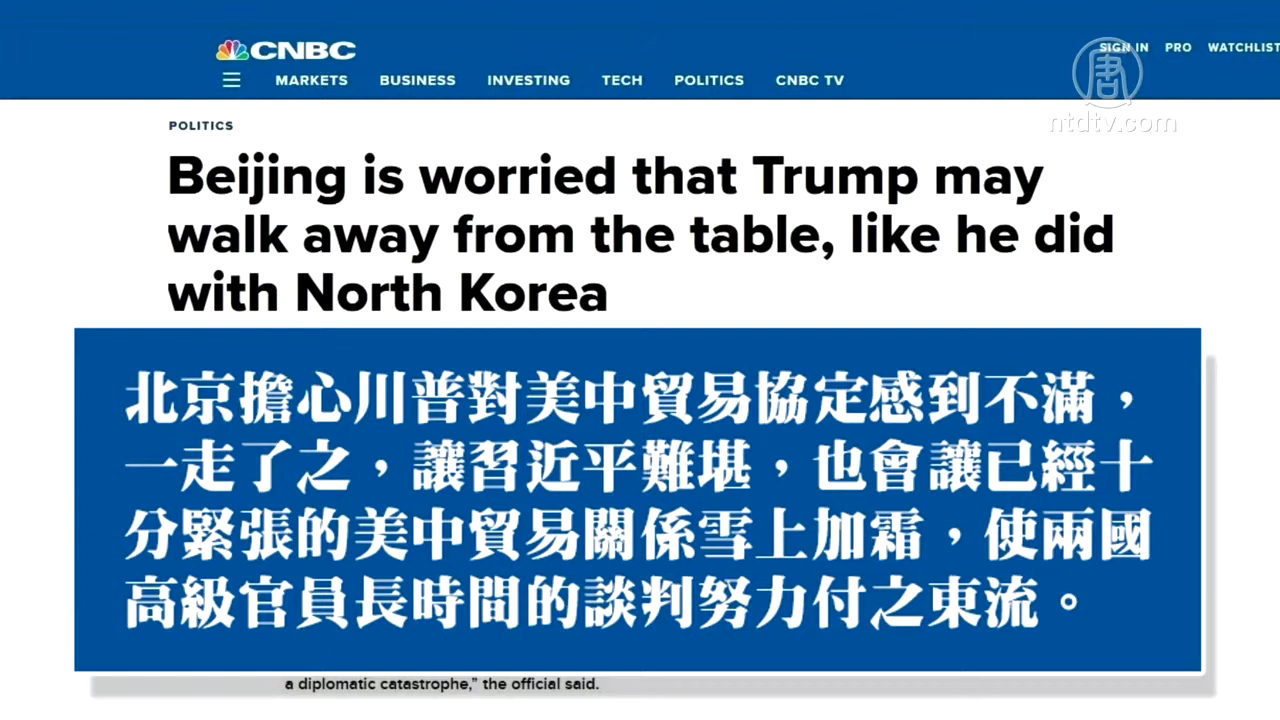 CNBC
SIGN IN PRO WATCHLIST
MARKETS BUSINESS INVESTING TECH POLITICS CNBC TV
唐
ntdtv.com
POLITICS
Beijing is worried that Trump may
walk away from the table, like he did
with North Korea
北京擔心川普對美中貿易協定感到不滿，
一走了之，讓習近平難堪，也會讓已經十
分緊張的美中貿易關係雪上加霜，使兩國
高級官員長時間的談判努力付之東流。
a diplomatic catastrophe,” the official said.